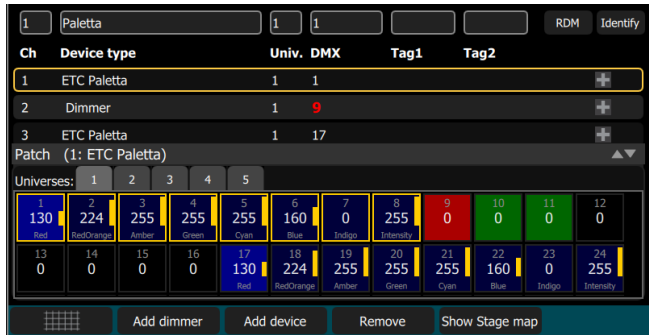 1 Paletta 1 1 RDM Identify
Ch Device type Univ. DMX Tag1 Tag2
1 ETC Paletta 1 1
2 Dimmer 1 9
3 ETC Paletta 1 17
Patch (1: ETC Paletta)
Universes: 1 2 3 4 5
1 2 3 4 5 6 7 8 9 10 11 12
130 224 255 255 255 160 0 255 0 0 0 0
Red RedOrange Amber Green Cyan Blue Indigo Intensity
13 14 15 16 17 18 19 20 21 22 23 24
0 0 0 0 130 224 255 255 255 160 0 255
Red RedOrange Amber Green Cyan Blue Indigo Intensity
Add dimmer Add device Remove Show Stage map